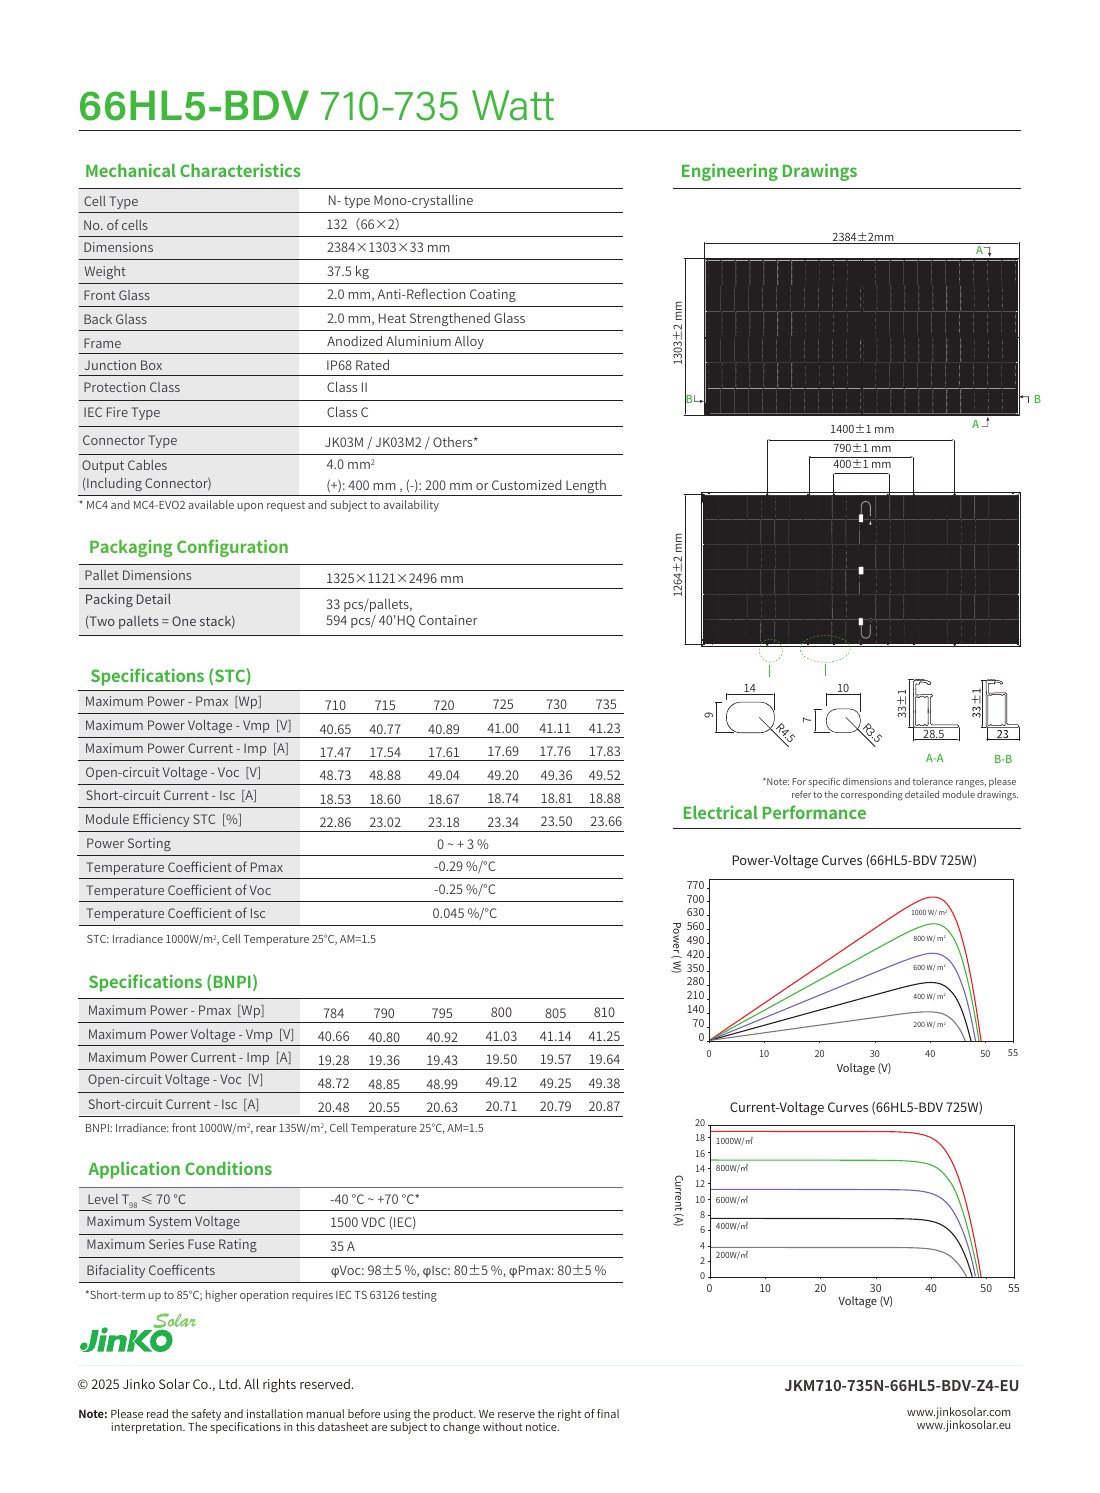 66HL5-BDV 710-735 Watt
Mechanical Characteristics
Cell Type N- type Mono-crystalline
No. of cells 132（66×2）
Dimensions 2384×1303×33 mm
Weight 37.5 kg
Front Glass 2.0 mm, Anti-Reflection Coating
Back Glass 2.0 mm, Heat Strengthened Glass
Frame Anodized Aluminium Alloy
Junction Box IP68 Rated
Protection Class Class II
IEC Fire Type Class C
Connector Type JK03M / JK03M2 / Others*
Output Cables 4.0 mm²
(Including Connector) (+): 400 mm , (-): 200 mm or Customized Length
* MC4 and MC4-EVO2 available upon request and subject to availability
Packaging Configuration
Pallet Dimensions 1325×1121×2496 mm
Packing Detail 33 pcs/pallets,
(Two pallets = One stack) 594 pcs/ 40'HQ Container
Specifications (STC)
Maximum Power - Pmax [Wp] 710 715 720 725 730 735
Maximum Power Voltage - Vmp [V] 40.65 40.77 40.89 41.00 41.11 41.23
Maximum Power Current - Imp [A] 17.47 17.54 17.61 17.69 17.76 17.83
Open-circuit Voltage - Voc [V] 48.73 48.88 49.04 49.20 49.36 49.52
Short-circuit Current - Isc [A] 18.53 18.60 18.67 18.74 18.81 18.88
Module Efficiency STC [%] 22.86 23.02 23.18 23.34 23.50 23.66
Power Sorting 0 ~ + 3 %
Temperature Coefficient of Pmax -0.29 %/°C
Temperature Coefficient of Voc -0.25 %/°C
Temperature Coefficient of Isc 0.045 %/°C
STC: Irradiance 1000W/m², Cell Temperature 25°C, AM=1.5
Specifications (BNPI)
Maximum Power - Pmax [Wp] 784 790 795 800 805 810
Maximum Power Voltage - Vmp [V] 40.66 40.80 40.92 41.03 41.14 41.25
Maximum Power Current - Imp [A] 19.28 19.36 19.43 19.50 19.57 19.64
Open-circuit Voltage - Voc [V] 48.72 48.85 48.99 49.12 49.25 49.38
Short-circuit Current - Isc [A] 20.48 20.55 20.63 20.71 20.79 20.87
BNPI: Irradiance: front 1000W/m², rear 135W/m², Cell Temperature 25°C, AM=1.5
Application Conditions
Level T98 ≤ 70 °C -40 °C ~ +70 °C*
Maximum System Voltage 1500 VDC (IEC)
Maximum Series Fuse Rating 35 A
Bifaciality Coefficents φVoc: 98±5 %, φIsc: 80±5 %, φPmax: 80±5 %
*Short-term up to 85°C; higher operation requires IEC TS 63126 testing
Engineering Drawings
2384±2mm
A
1303±2 mm
B B
A
1400±1 mm
790±1 mm
400±1 mm
1264±2 mm
14
9
R4.5
10
7
R3.5
33±1
28.5
A-A
33±1
23
B-B
*Note: For specific dimensions and tolerance ranges, please
refer to the corresponding detailed module drawings.
Electrical Performance
Power-Voltage Curves (66HL5-BDV 725W)
Power ( W)
770
700
630
560
490
420
350
280
210
140
70
0
1000 W/ m²
800 W/ m²
600 W/ m²
400 W/ m²
200 W/ m²
0 10 20 30 40 50 55
Voltage (V)
Current-Voltage Curves (66HL5-BDV 725W)
Current (A)
20
18
16
14
12
10
8
6
4
2
0
1000W/㎡
800W/㎡
600W/㎡
400W/㎡
200W/㎡
0 10 20 30 40 50 55
Voltage (V)
JinKO Solar
© 2025 Jinko Solar Co., Ltd. All rights reserved.
JKM710-735N-66HL5-BDV-Z4-EU
Note: Please read the safety and installation manual before using the product. We reserve the right of final
interpretation. The specifications in this datasheet are subject to change without notice.
www.jinkosolar.com
www.jinkosolar.eu